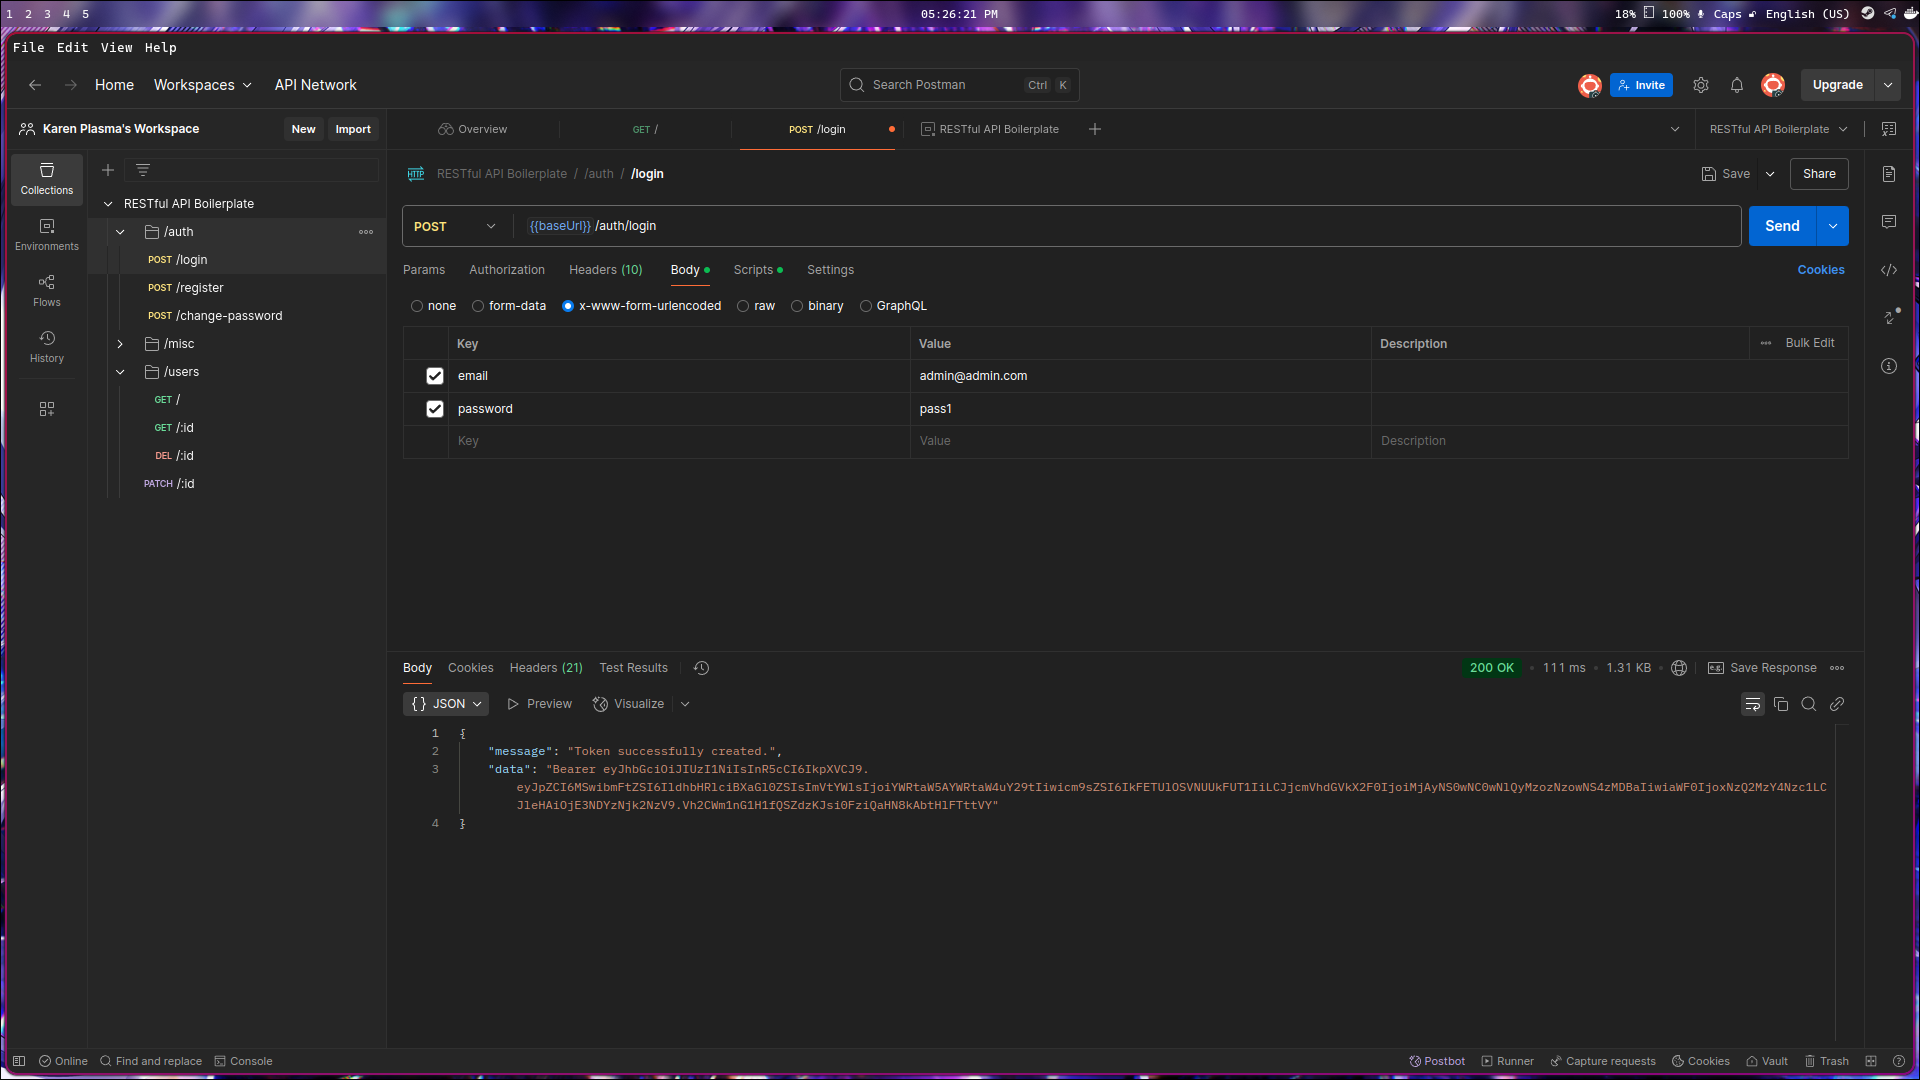 1 2 3 4 5
05:26:21 PM
18% 100% Caps English (US)
File Edit View Help
Home Workspaces API Network
Search Postman Ctrl K
Invite
Upgrade
Karen Plasma's Workspace New Import
Overview
GET /
POST /login
RESTful API Boilerplate
RESTful API Boilerplate
Collections
Environments
Flows
History
RESTful API Boilerplate
/auth
POST /login
POST /register
POST /change-password
/misc
/users
GET /
GET /:id
DEL /:id
PATCH /:id
HTTP RESTful API Boilerplate / /auth / /login
Save Share
POST {{baseUrl}} /auth/login
Send
Params Authorization Headers (10) Body Scripts Settings
Cookies
none form-data x-www-form-urlencoded raw binary GraphQL
Key Value Description Bulk Edit
email admin@admin.com
password pass1
Key Value Description
Body Cookies Headers (21) Test Results
200 OK 111 ms 1.31 KB e.g. Save Response
{} JSON Preview Visualize
1 {
2 "message": "Token successfully created.",
3 "data": "Bearer eyJhbGciOiJIUzI1NiIsInR5cCI6IkpXVCJ9.
eyJpZCI6MSwibmFtZSI6IldhbHRlciBXaGl0ZSIsImVtYWlsIjoiYWRtaW5AYWRtaW4uY29tIiwicm9sZSI6IkFETUlOSVNUUkFUT1IiLCJjcmVhdGVkX2F0IjoiMjAyNS0wNC0wNlQyMzozNzowNS4zMDBaIiwiaWF0IjoxNzQ2MzY4Nzc1LC
JleHAiOjE3NDYzNjk2NzV9.Vh2CWm1nG1H1fQSZdzKJsi0FziQaHN8kAbtHlFTttVY"
4 }
Online Find and replace Console
Postbot Runner Capture requests Cookies Vault Trash